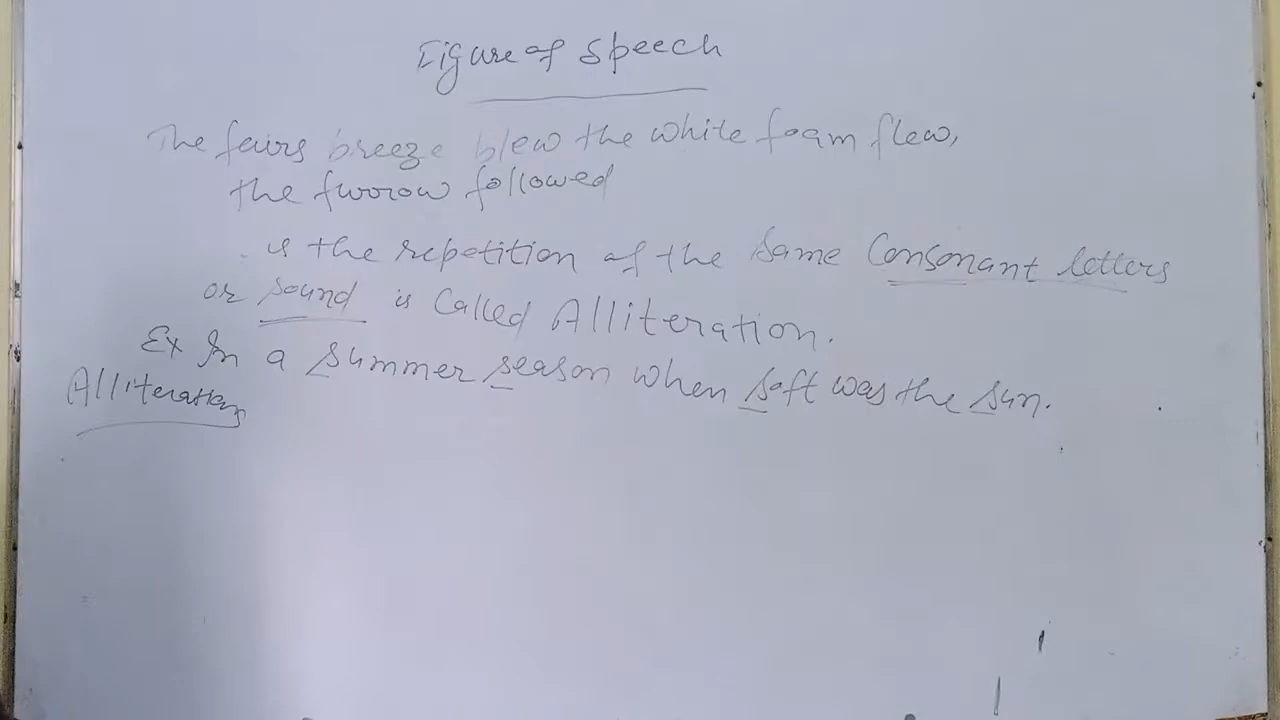 Figure of Speech
The fairs breeze blew the white foam flew,
the furrow followed
is the repetition of the same Consonant letters
or sound is Called Alliteration.
Ex In a summer season when soft was the sun.
Alliteration